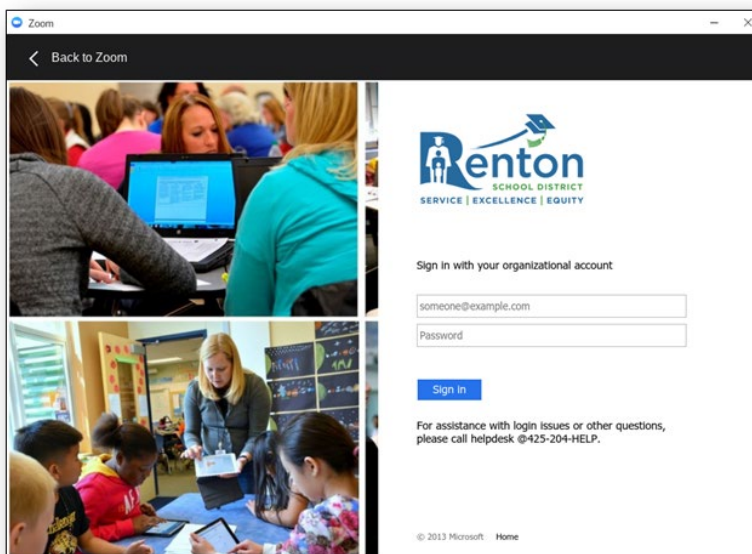 Zoom
Back to Zoom
Renton
SCHOOL DISTRICT
SERVICE | EXCELLENCE | EQUITY
Sign in with your organizational account
someone@example.com
Password
Sign in
For assistance with login issues or other questions,
please call helpdesk @425-204-HELP.
© 2013 Microsoft Home